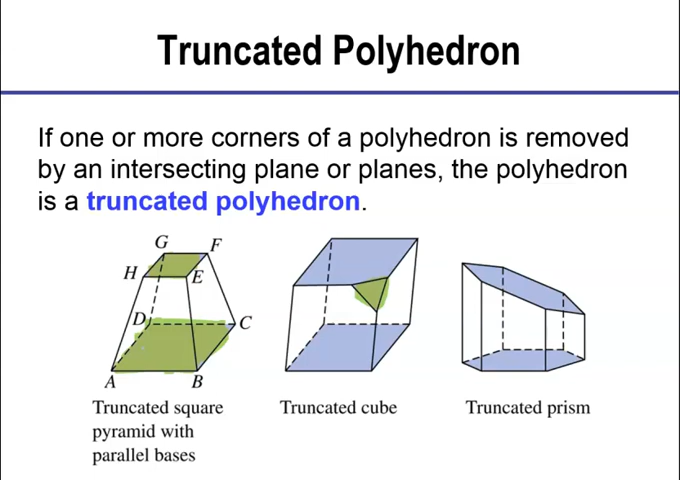 Truncated Polyhedron
If one or more corners of a polyhedron is removed
by an intersecting plane or planes, the polyhedron
is a truncated polyhedron.
G F
H E
D C
A B
Truncated square
pyramid with
parallel bases
Truncated cube
Truncated prism